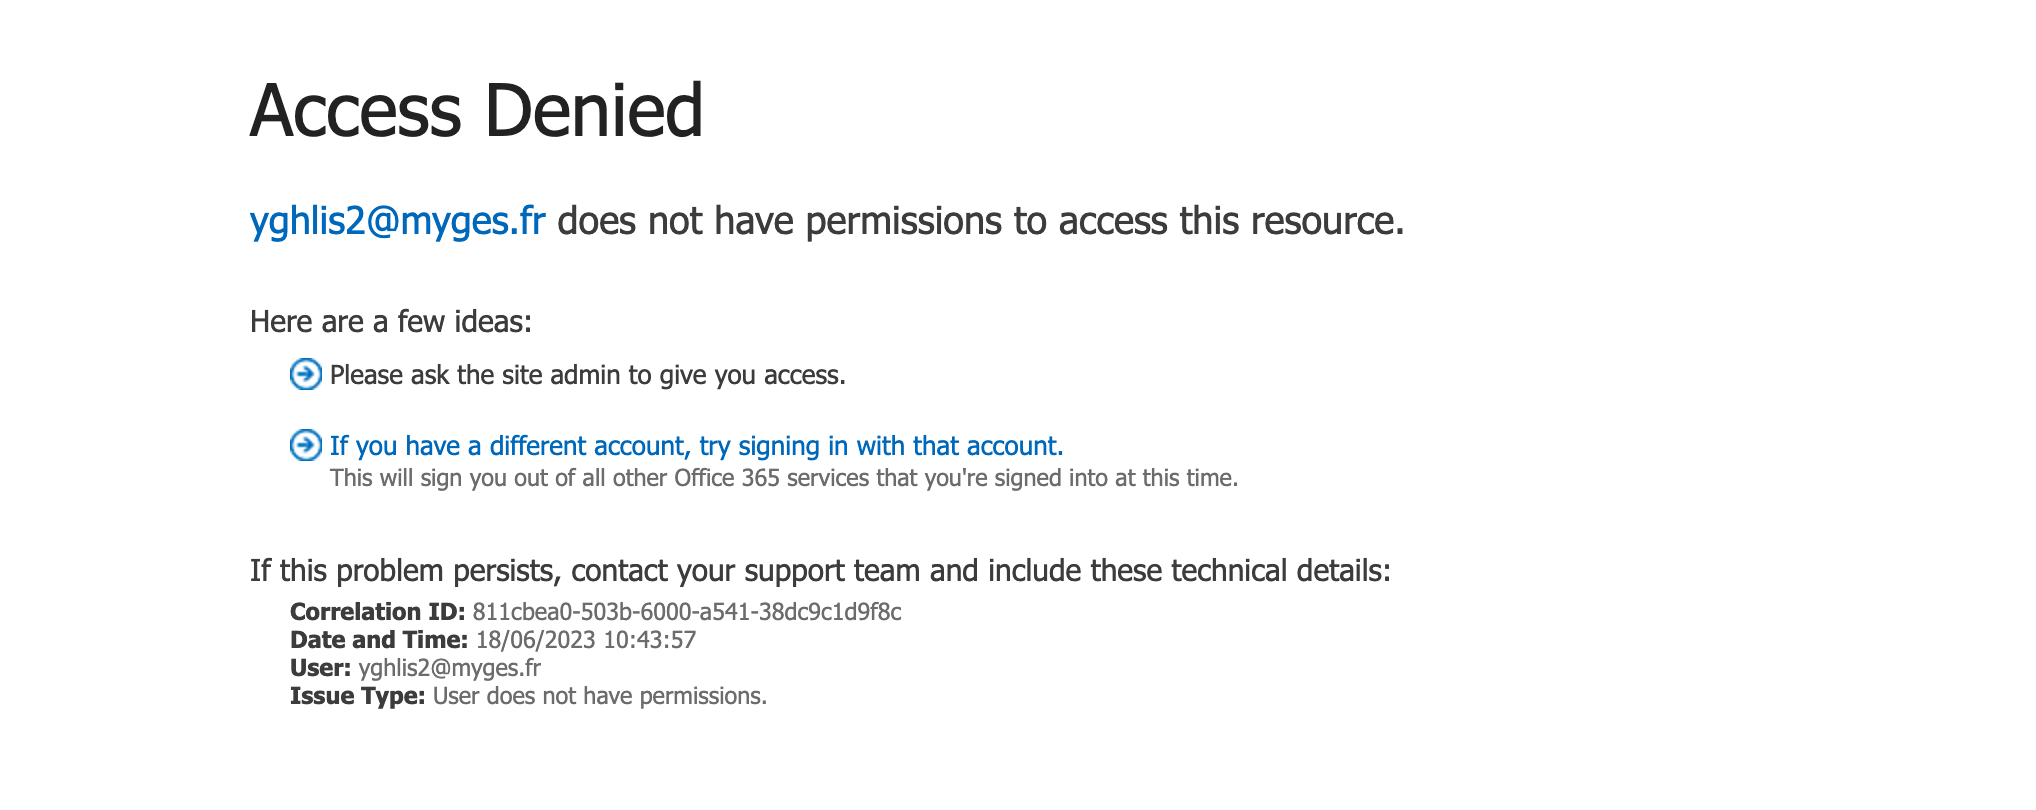 Access Denied
yghlis2@myges.fr does not have permissions to access this resource.
Here are a few ideas:
Please ask the site admin to give you access.
If you have a different account, try signing in with that account.
This will sign you out of all other Office 365 services that you're signed into at this time.
If this problem persists, contact your support team and include these technical details:
Correlation ID: 811cbea0-503b-6000-a541-38dc9c1d9f8c
Date and Time: 18/06/2023 10:43:57
User: yghlis2@myges.fr
Issue Type: User does not have permissions.